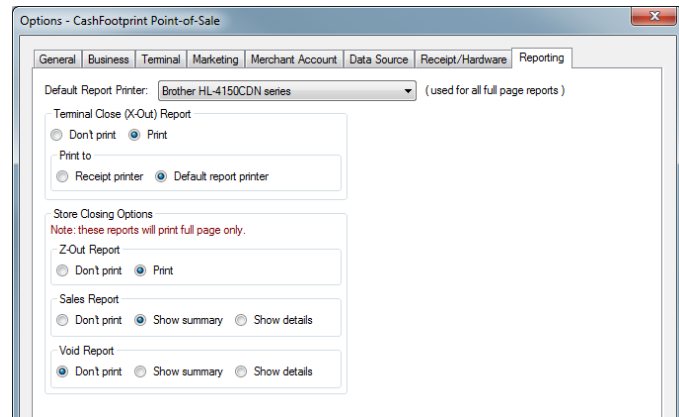 Options - CashFootprint Point-of-Sale
General Business Terminal Marketing Merchant Account Data Source Receipt/Hardware Reporting
Default Report Printer: Brother HL-4150CDN series ( used for all full page reports )
Terminal Close (X-Out) Report
Don't print Print
Print to
Receipt printer Default report printer
Store Closing Options
Note: these reports will print full page only.
Z-Out Report
Don't print Print
Sales Report
Don't print Show summary Show details
Void Report
Don't print Show summary Show details